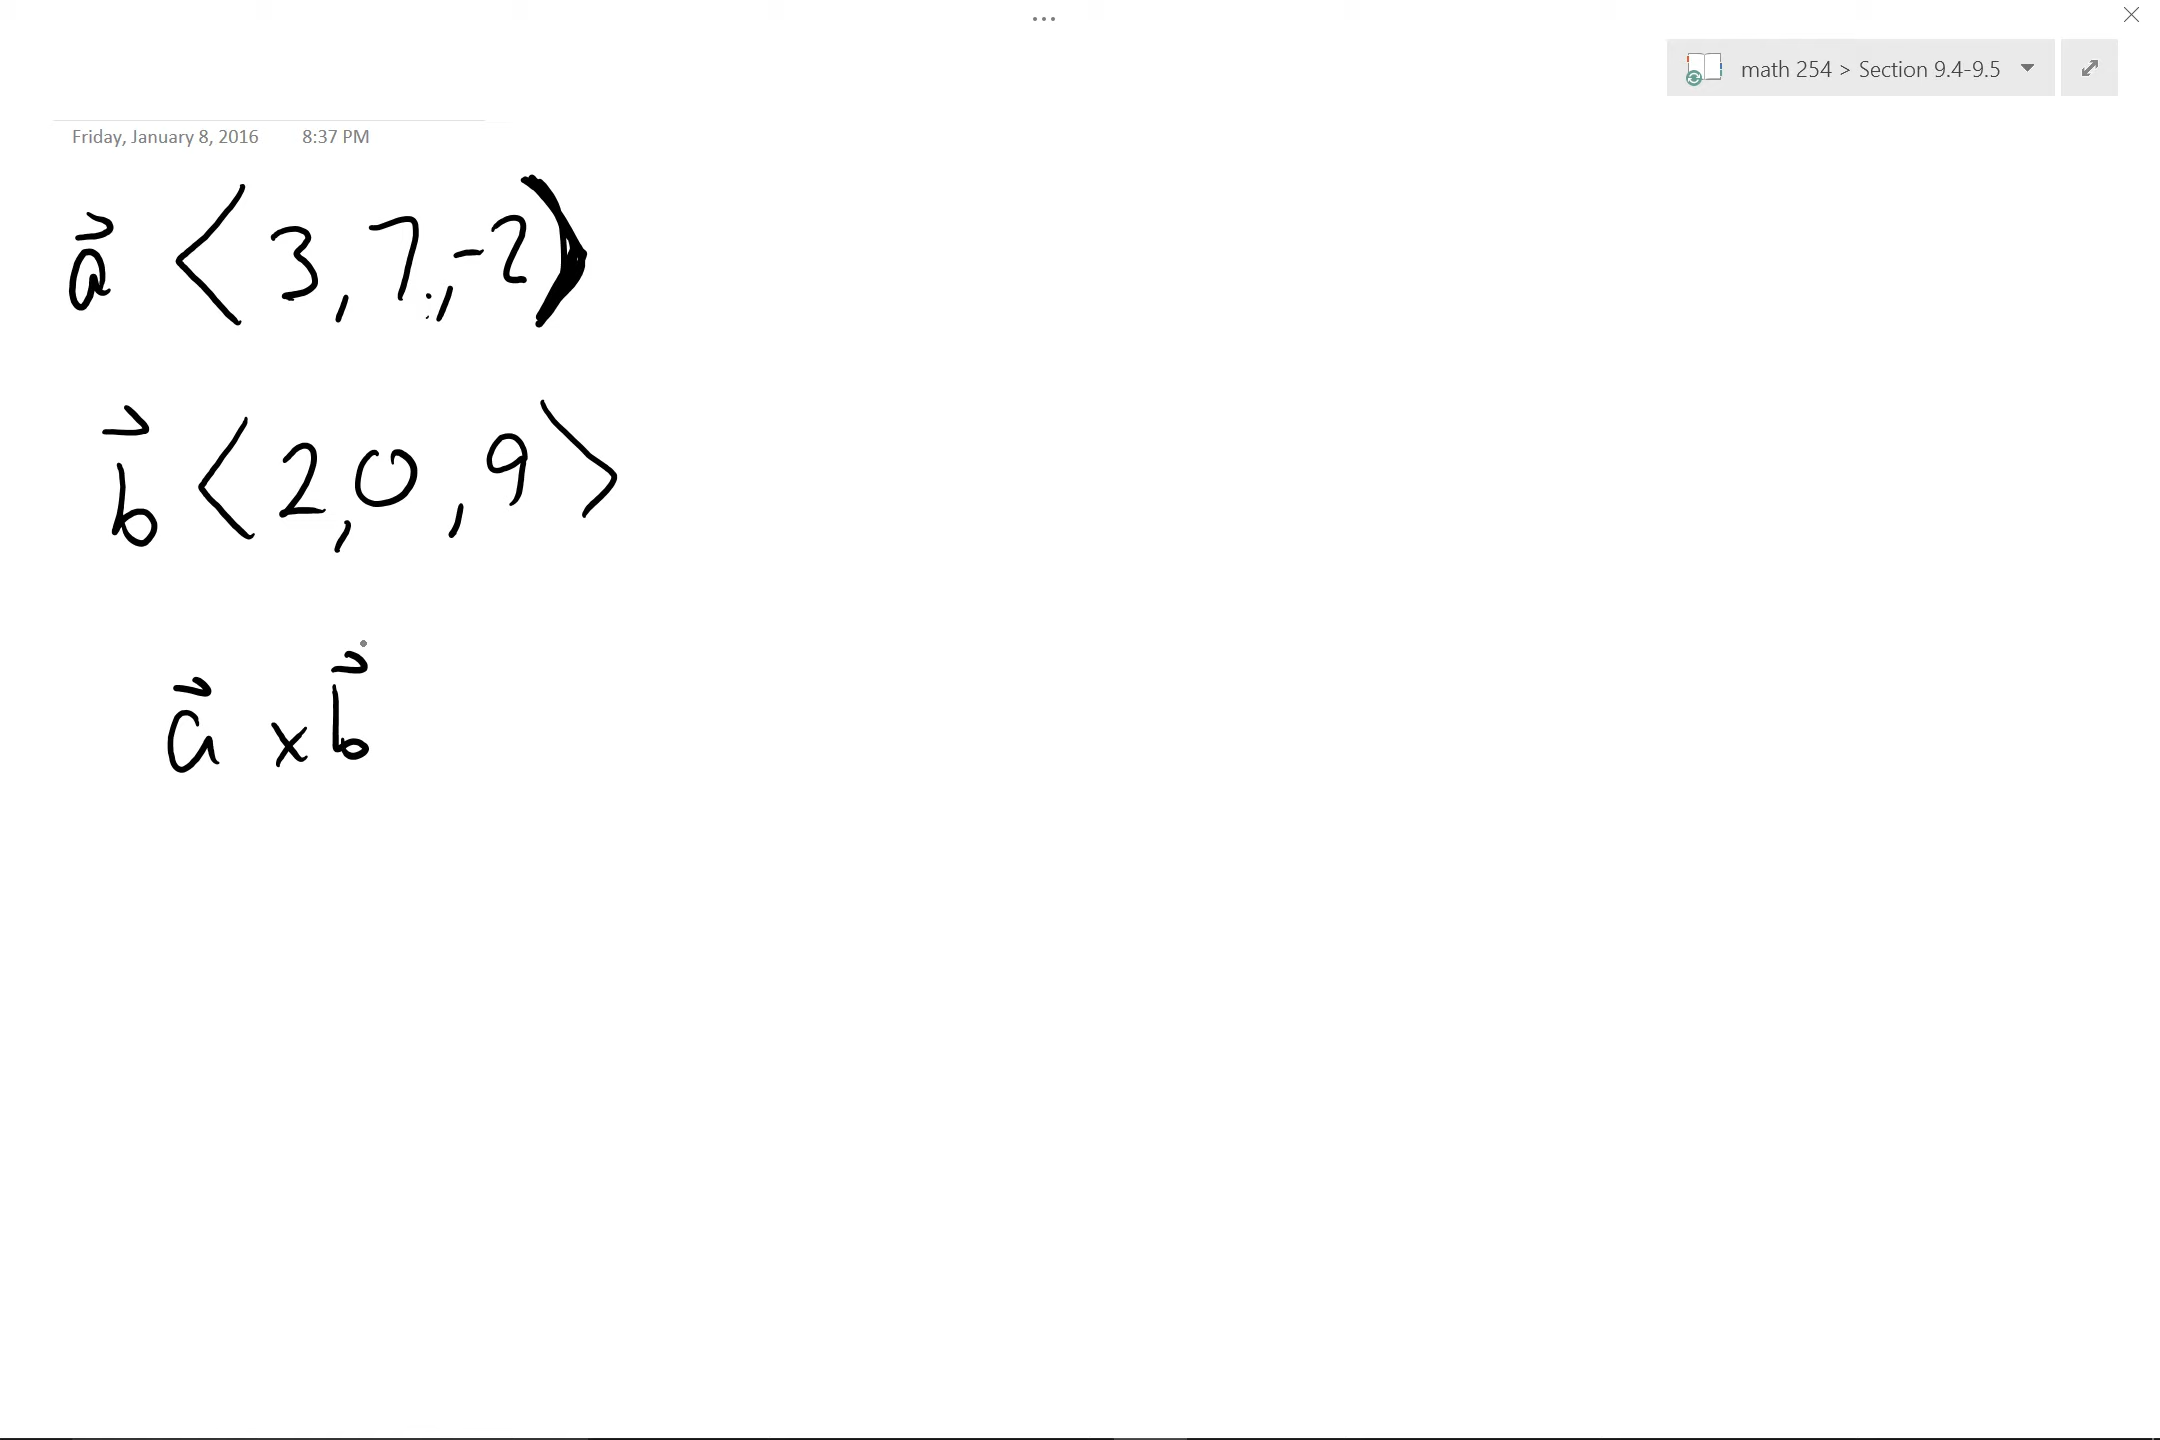 ...
math 254 > Section 9.4-9.5
Friday, January 8, 2016 8:37 PM
a⃗ ⟨3, 7, -2⟩
b⃗ ⟨2, 0, 9⟩
a⃗ × b⃗